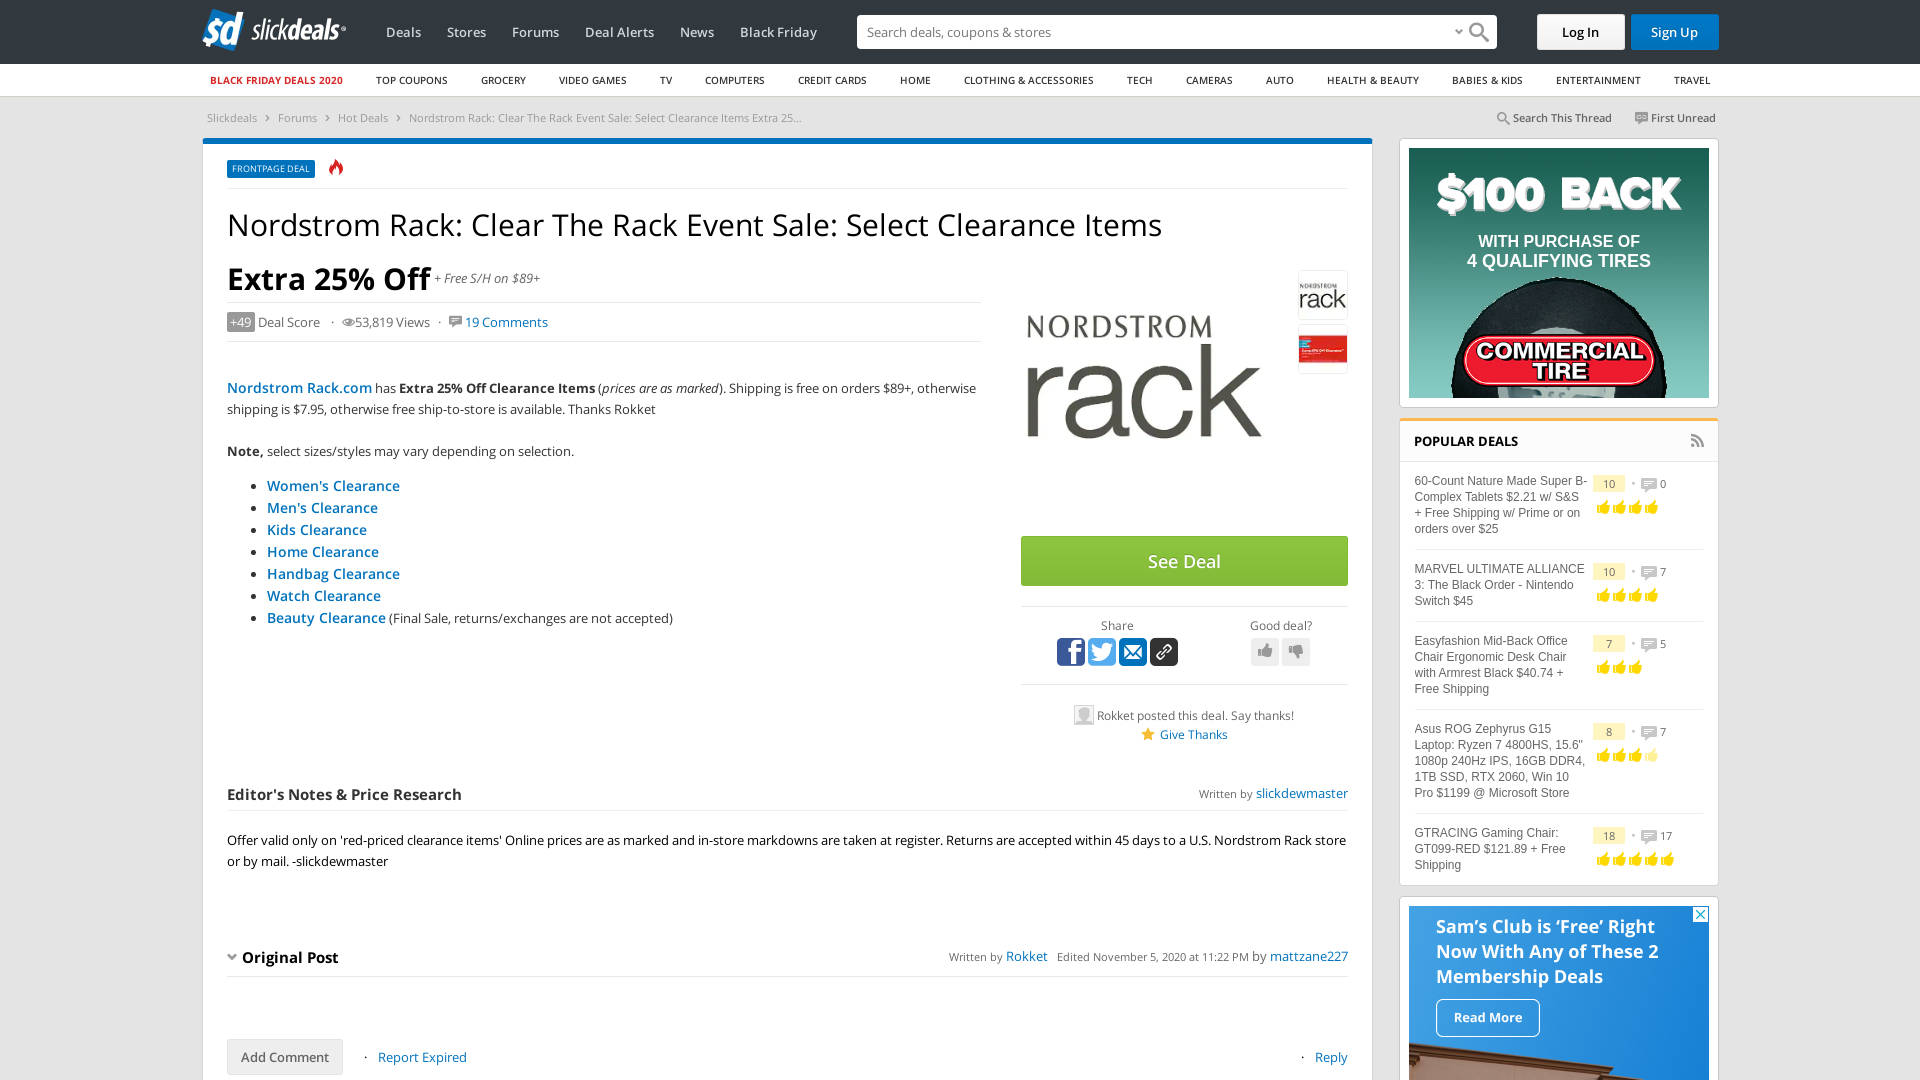 sd slickdeals
Deals Stores Forums Deal Alerts News Black Friday
Search deals, coupons & shopping
Log In Sign Up
BLACK FRIDAY DEALS 2020 TOP COUPONS GROCERY VIDEO GAMES TV COMPUTERS CREDIT CARDS HOME CLOTHING & ACCESSORIES TECH CAMERAS AUTO HEALTH & BEAUTY BABIES & KIDS ENTERTAINMENT TRAVEL
Slickdeals › Forums › Hot Deals › Nordstrom Rack: Clear The Rack Event Sale: Select Clearance Items Extra 25...
Search This Thread First Unread
FRONTPAGE DEAL
Nordstrom Rack: Clear The Rack Event Sale: Select Clearance Items
Extra 25% Off + Free S/H on $89+
+49 Deal Score · 53,819 Views · 19 Comments
Nordstrom Rack.com has Extra 25% Off Clearance Items (prices are as marked). Shipping is free on orders $89+, otherwise
shipping is $7.95, otherwise free ship-to-store is available. Thanks Rokket
Note, select sizes/styles may vary depending on selection.
• Women's Clearance
• Men's Clearance
• Kids Clearance
• Home Clearance
• Handbag Clearance
• Watch Clearance
• Beauty Clearance (Final Sale, returns/exchanges are not accepted)
NORDSTROM
rack
NORDSTROM
rack
See Deal
Share
Good deal?
Rokket posted this deal. Say thanks!
Give Thanks
Editor's Notes & Price Research
Written by slickdewmaster
Offer valid only on 'red-priced clearance items' Online prices are as marked and in-store markdowns are taken at register. Returns are accepted within 45 days to a U.S. Nordstrom Rack store
or by mail. -slickdewmaster
Original Post
Written by Rokket Edited November 5, 2020 at 11:22 PM by mattzane227
Add Comment · Report Expired
· Reply
$100 BACK
WITH PURCHASE OF
4 QUALIFYING TIRES
COMMERCIAL
TIRE
POPULAR DEALS
60-Count Nature Made Super B-
Complex Tablets $2.21 w/ S&S
+ Free Shipping w/ Prime or on
orders over $25
10 • 0
MARVEL ULTIMATE ALLIANCE
3: The Black Order - Nintendo
Switch $45
10 • 7
Easyfashion Mid-Back Office
Chair Ergonomic Desk Chair
with Armrest Black $40.74 +
Free Shipping
7 • 5
Asus ROG Zephyrus G15
Laptop: Ryzen 7 4800HS, 15.6"
1080p 240Hz IPS, 16GB DDR4,
1TB SSD, RTX 2060, Win 10
Pro $1199 @ Microsoft Store
8 • 7
GTRACING Gaming Chair:
GT099-RED $121.89 + Free
Shipping
18 • 17
Sam's Club is 'Free' Right
Now With Any of These 2
Membership Deals
Read More